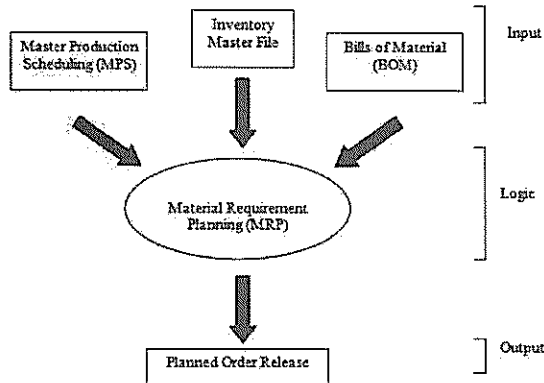 Inventory
Master File
Input
Master Production
Scheduling (MPS)
Bills of Material
(BOM)
Material Requirement
Planning (MRP)
Logic
Output
Planned Order Release